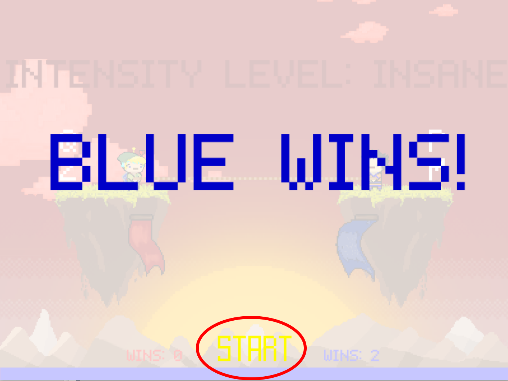 INTENSITY LEVEL: INSANE
BLUE WINS!
WINS: 0 START WINS: 2